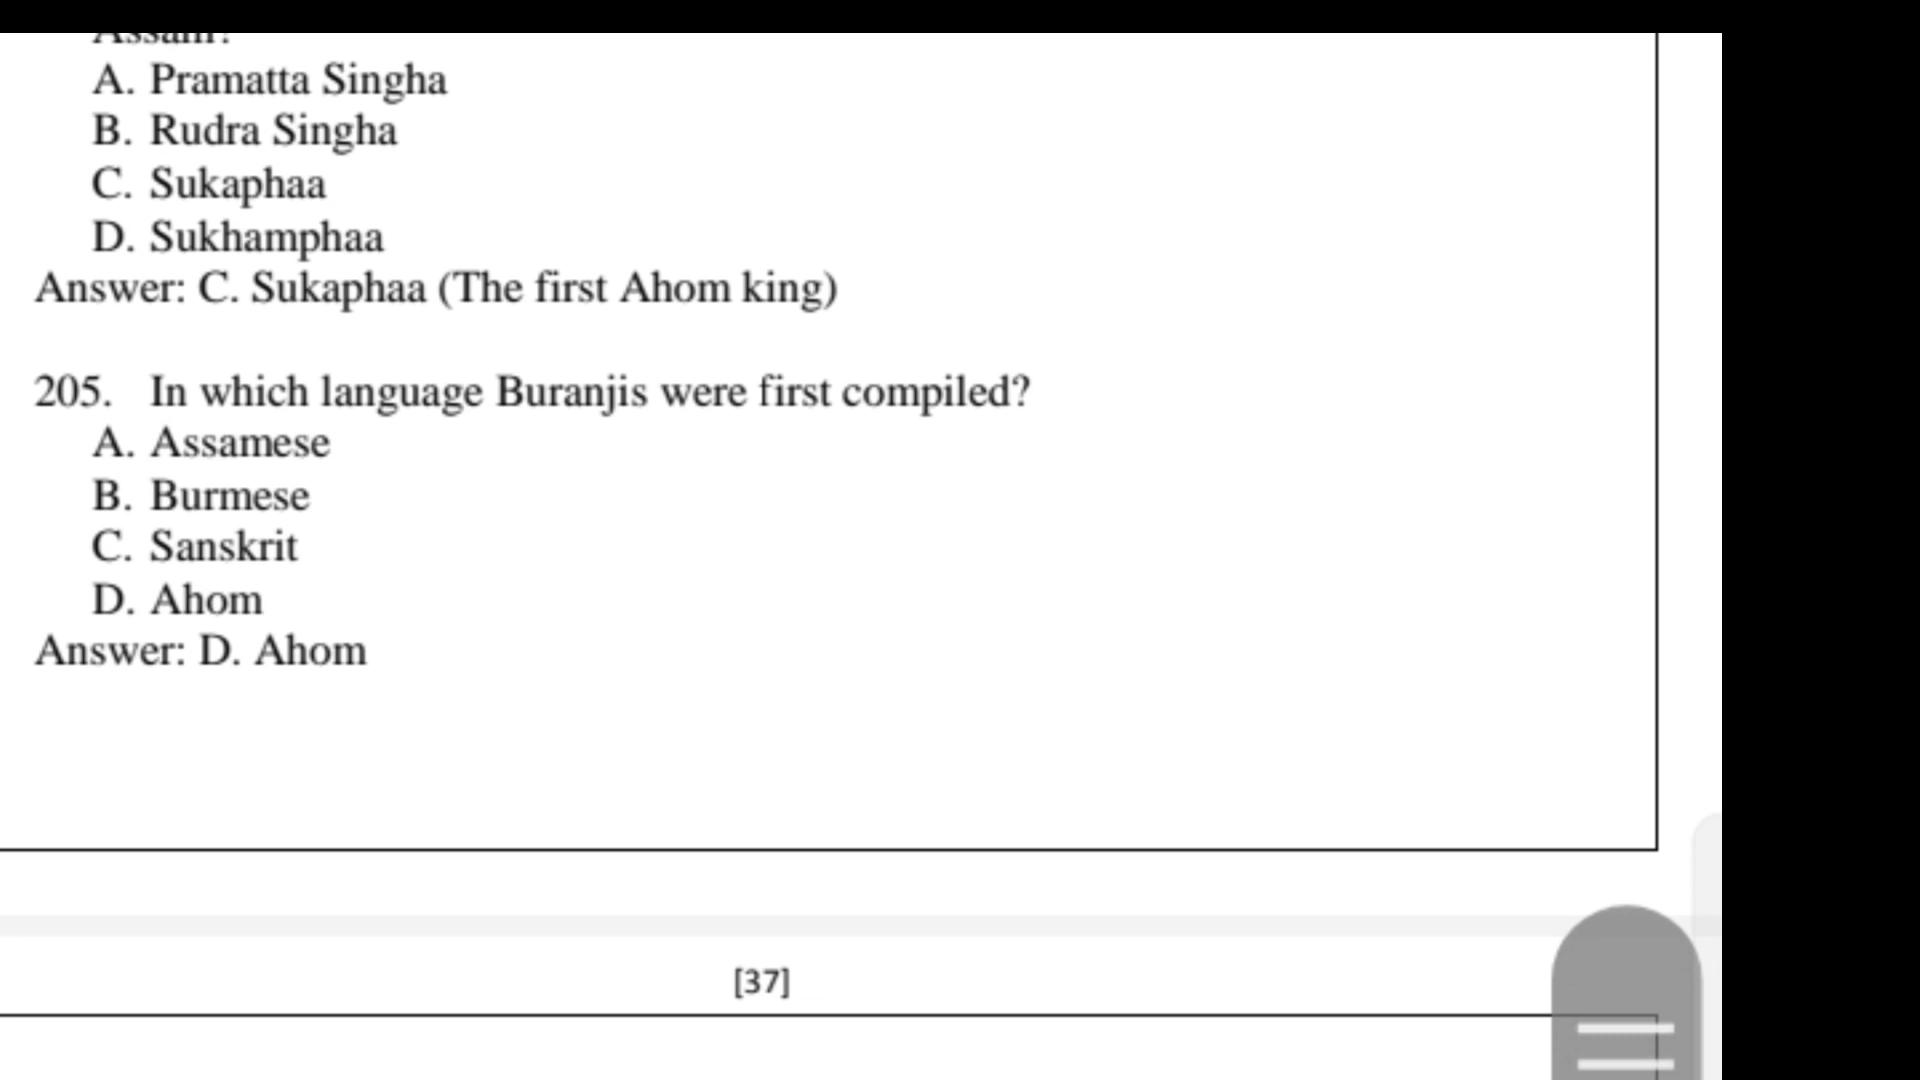 Assam?
A. Pramatta Singha
B. Rudra Singha
C. Sukaphaa
D. Sukhamphaa
Answer: C. Sukaphaa (The first Ahom king)
205. In which language Buranjis were first compiled?
A. Assamese
B. Burmese
C. Sanskrit
D. Ahom
Answer: D. Ahom
[37]